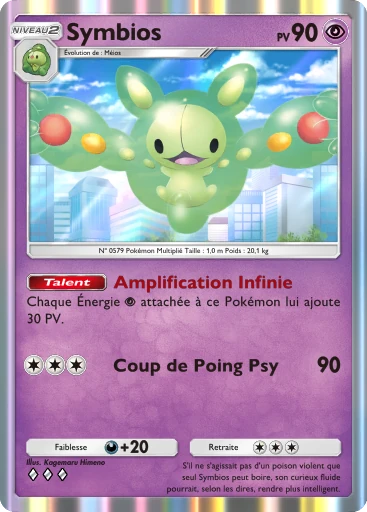 NIVEAU 2
Symbios
PV 90
Évolution de : Méios
N° 0579 Pokémon Multiplié Taille : 1,0 m Poids : 20,1 kg
Talent Amplification Infinie
Chaque Énergie attachée à ce Pokémon lui ajoute
30 PV.
Coup de Poing Psy 90
Faiblesse +20
Retraite
Illus. Kagemaru Himeno
S'il ne s'agissait pas d'un poison violent que
seul Symbios peut boire, son curieux fluide
pourrait, selon les dires, rendre plus intelligent.